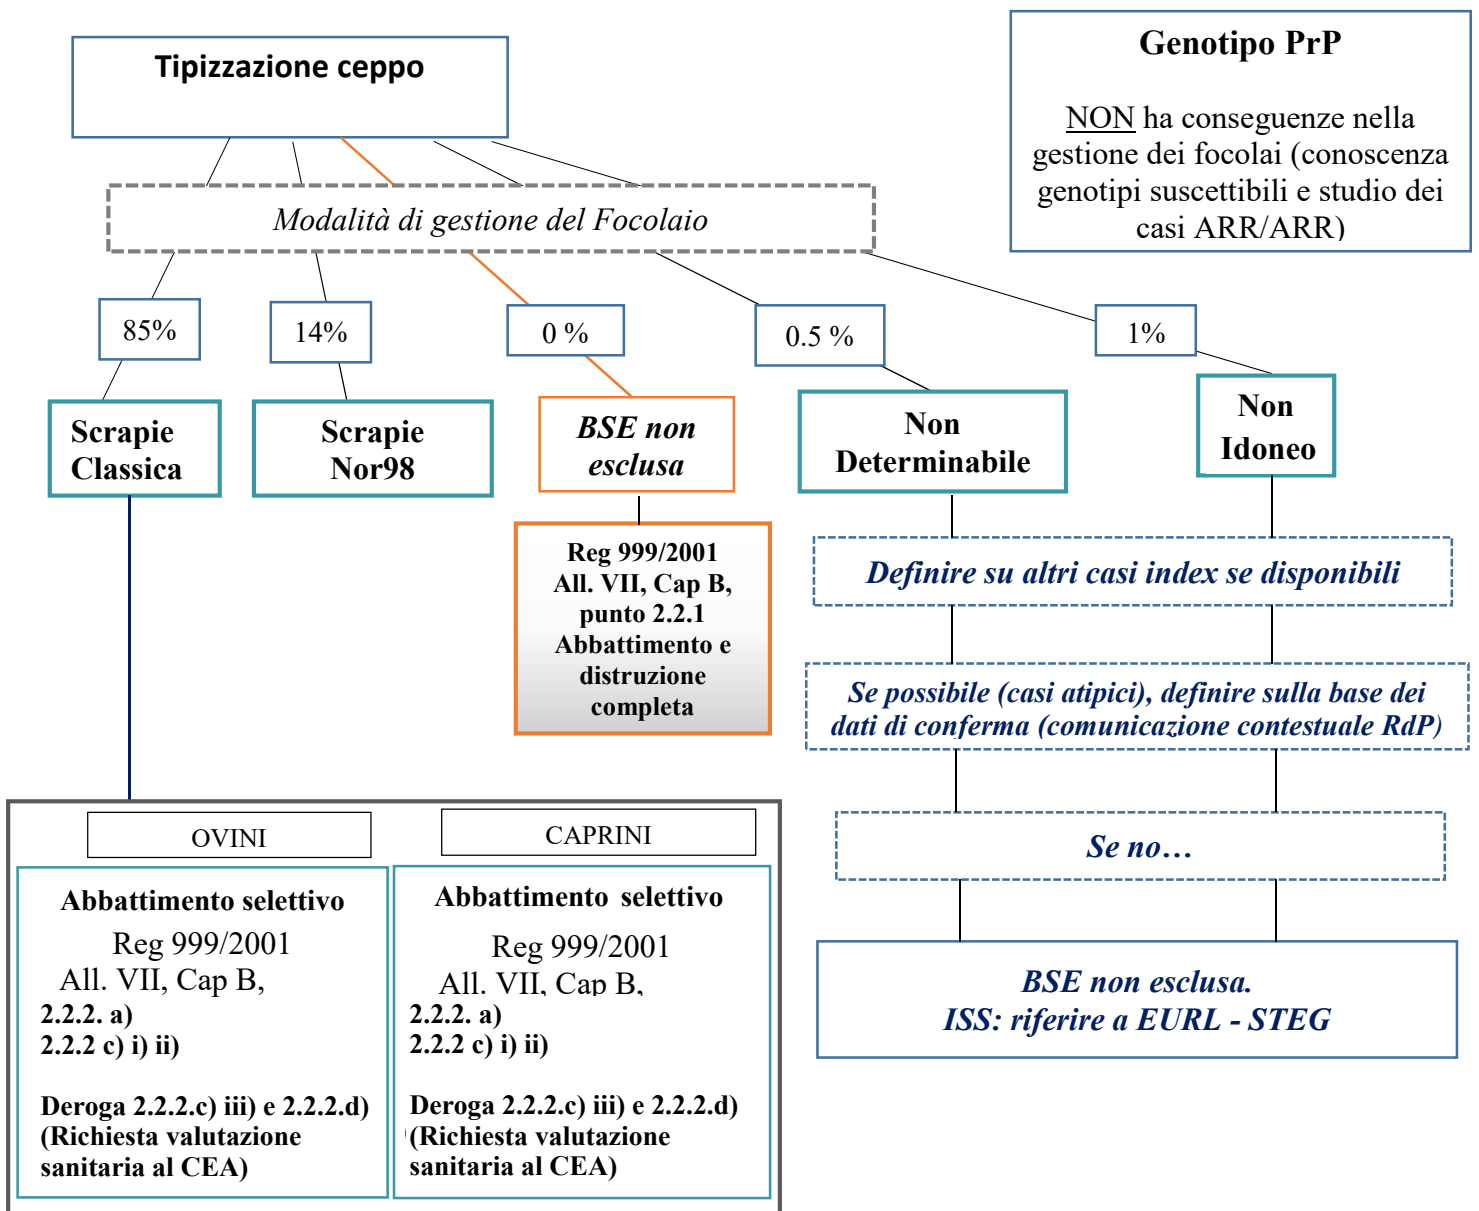 Tipizzazione ceppo
Genotipo PrP
NON ha conseguenze nella
gestione dei focolai (conoscenza
genotipi suscettibili e studio dei
casi ARR/ARR)
Modalità di gestione del Focolaio
85%
14%
0 %
0.5 %
1%
Scrapie
Classica
Scrapie
Nor98
BSE non
esclusa
Non
Determinabile
Non
Idoneo
Reg 999/2001
All. VII, Cap B,
punto 2.2.1
Abbattimento e
distruzione
completa
Definire su altri casi index se disponibili
Se possibile (casi atipici), definire sulla base dei
dati di conferma (comunicazione contestuale RdP)
Se no…
BSE non esclusa.
ISS: riferire a EURL - STEG
OVINI
Abbattimento selettivo
Reg 999/2001
All. VII, Cap B,
2.2.2. a)
2.2.2 c) i) ii)
Deroga 2.2.2.c) iii) e 2.2.2.d)
(Richiesta valutazione
sanitaria al CEA)
CAPRINI
Abbattimento selettivo
Reg 999/2001
All. VII, Cap B,
2.2.2. a)
2.2.2 c) i) ii)
Deroga 2.2.2.c) iii) e 2.2.2.d)
(Richiesta valutazione
sanitaria al CEA)